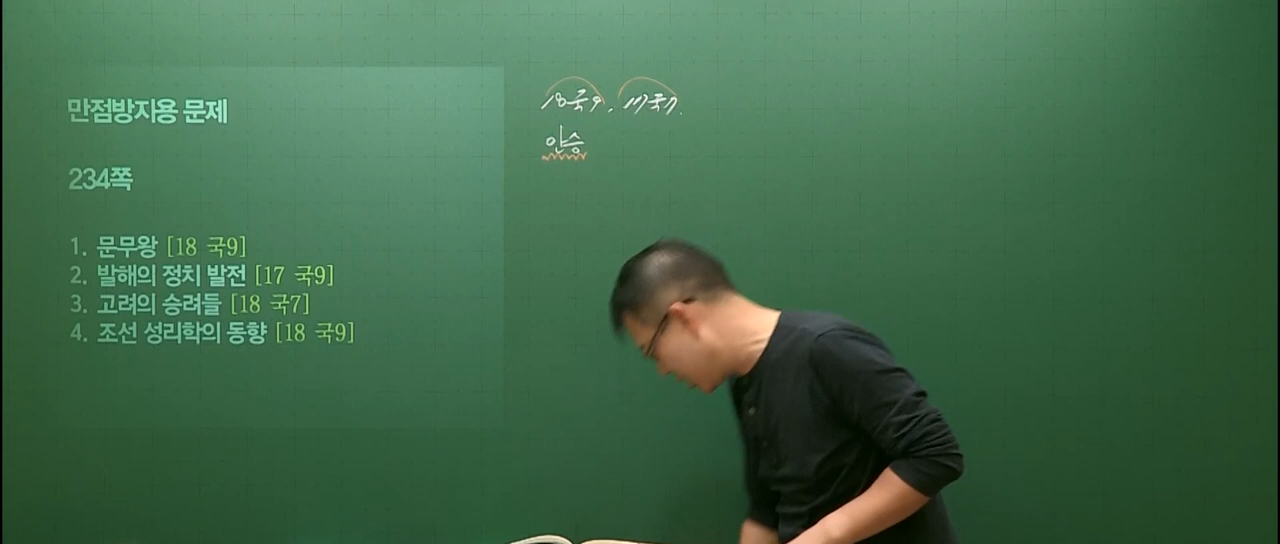 만점방지용 문제
234쪽
1. 문무왕 [18 국9]
2. 발해의 정치 발전 [17 국9]
3. 고려의 승려들 [18 국7]
4. 조선 성리학의 동향 [18 국9]
18국9, 17국7.
안승